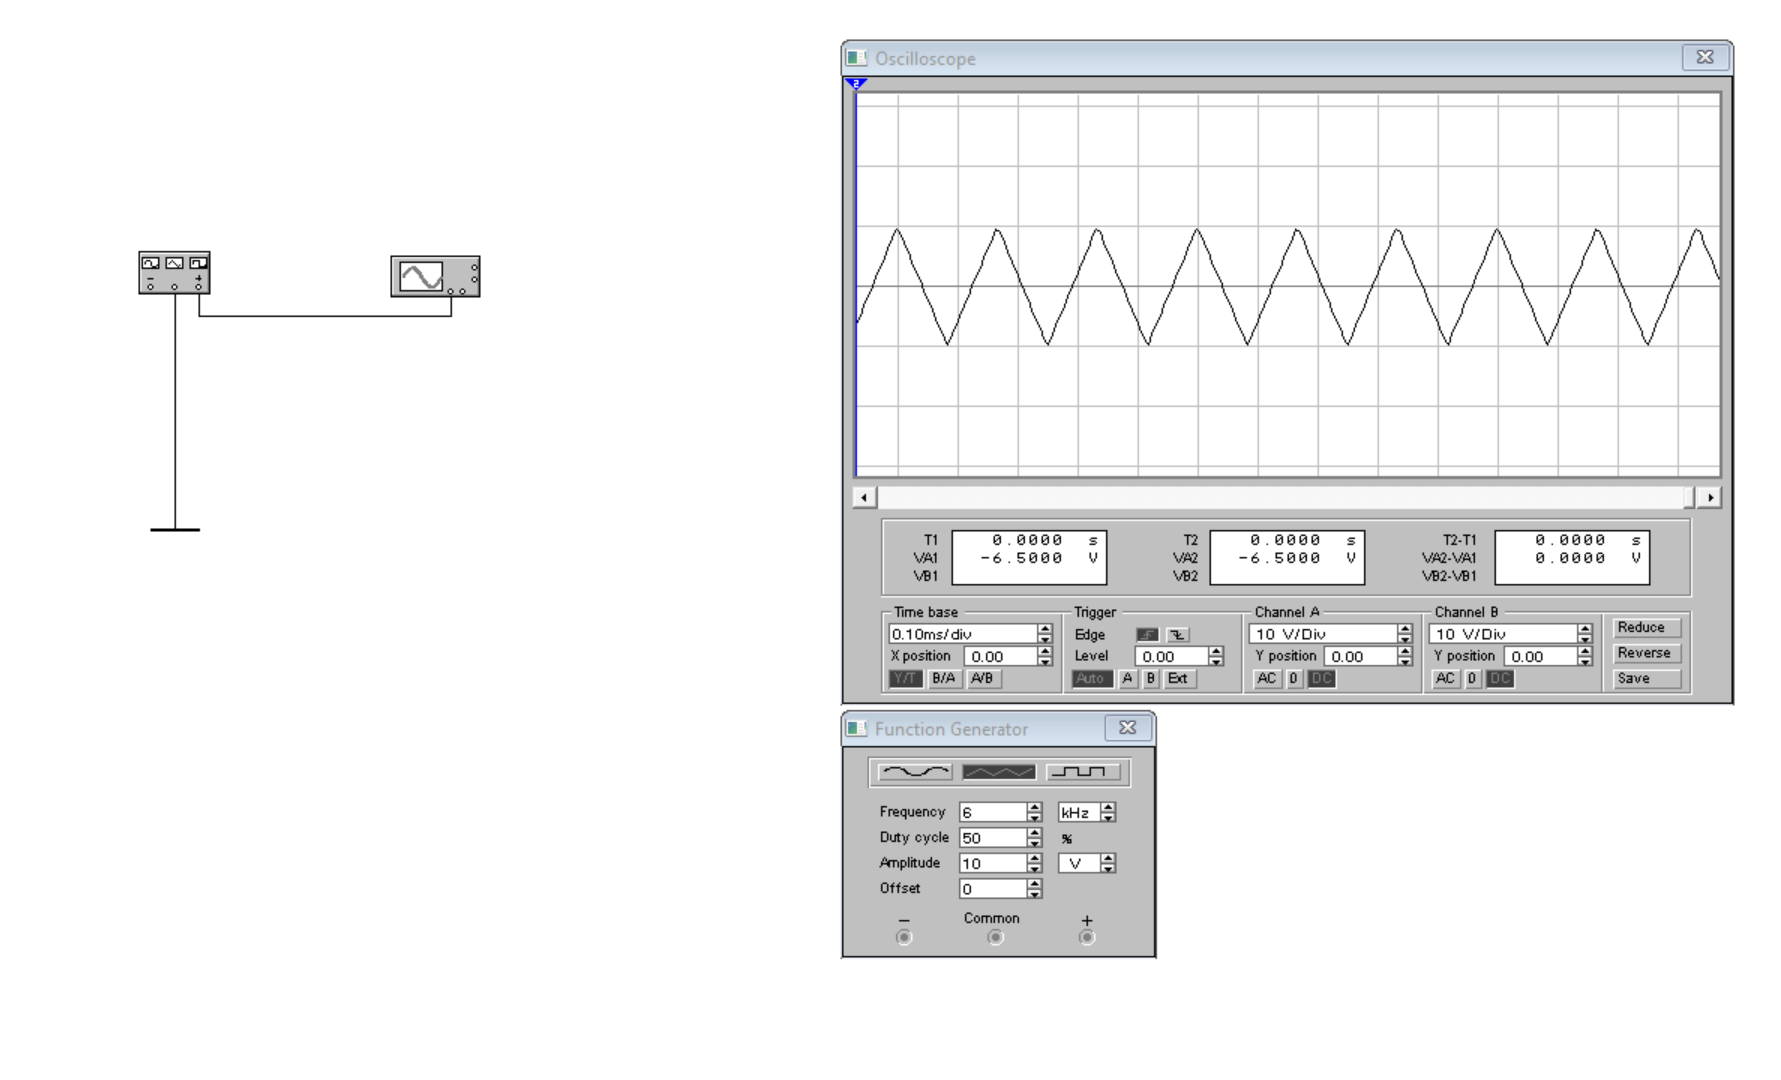 Oscilloscope
2
T1 0.0000 s T2 0.0000 s T2-T1 0.0000 s
VA1 -6.5000 V VA2 -6.5000 V VA2-VA1 0.0000 V
VB1 VB2 VB2-VB1
Time base Trigger Channel A Channel B
0.10ms/div Edge 10 V/Div 10 V/Div Reduce
X position 0.00 Level 0.00 Y position 0.00 Y position 0.00 Reverse
Y/T B/A A/B Auto A B Ext AC 0 DC AC 0 DC Save
Function Generator
Frequency 6 kHz
Duty cycle 50 %
Amplitude 10 V
Offset 0
− Common +
− +